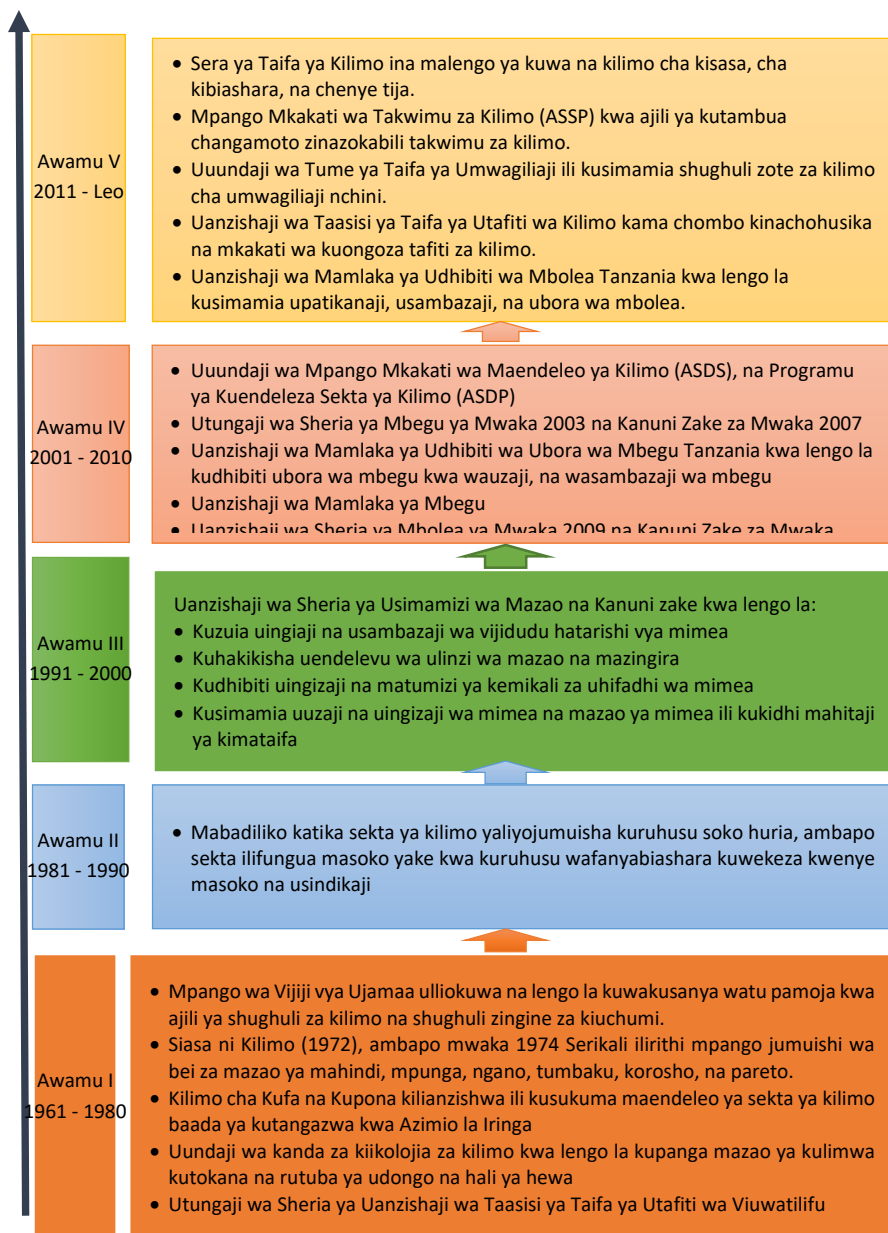 Awamu V
2011 - Leo
• Sera ya Taifa ya Kilimo ina malengo ya kuwa na kilimo cha kisasa, cha
kibiashara, na chenye tija.
• Mpango Mkakati wa Takwimu za Kilimo (ASSP) kwa ajili ya kutambua
changamoto zinazokabili takwimu za kilimo.
• Uuundaji wa Tume ya Taifa ya Umwagiliaji ili kusimamia shughuli zote za kilimo
cha umwagiliaji nchini.
• Uanzishaji wa Taasisi ya Taifa ya Utafiti wa Kilimo kama chombo kinachohusika
na mkakati wa kuongoza tafiti za kilimo.
• Uanzishaji wa Mamlaka ya Udhibiti wa Mbolea Tanzania kwa lengo la
kusimamia upatikanaji, usambazaji, na ubora wa mbolea.
Awamu IV
2001 - 2010
• Uuundaji wa Mpango Mkakati wa Maendeleo ya Kilimo (ASDS), na Programu
ya Kuendeleza Sekta ya Kilimo (ASDP)
• Utungaji wa Sheria ya Mbegu ya Mwaka 2003 na Kanuni Zake za Mwaka 2007
• Uanzishaji wa Mamlaka ya Udhibiti wa Ubora wa Mbegu Tanzania kwa lengo la
kudhibiti ubora wa mbegu kwa wauzaji, na wasambazaji wa mbegu
• Uanzishaji wa Mamlaka ya Mbegu
• Uanzishaji wa Sheria ya Mbolea ya Mwaka 2009 na Kanuni Zake za Mwaka
Awamu III
1991 - 2000
Uanzishaji wa Sheria ya Usimamizi wa Mazao na Kanuni zake kwa lengo la:
• Kuzuia uingiaji na usambazaji wa vijidudu hatarishi vya mimea
• Kuhakikisha uendelevu wa ulinzi wa mazao na mazingira
• Kudhibiti uingizaji na matumizi ya kemikali za uhifadhi wa mimea
• Kusimamia uuzaji na uingizaji wa mimea na mazao ya mimea ili kukidhi mahitaji
ya kimataifa
Awamu II
1981 - 1990
• Mabadiliko katika sekta ya kilimo yaliyojumuisha kuruhusu soko huria, ambapo
sekta ilifungua masoko yake kwa kuruhusu wafanyabiashara kuwekeza kwenye
masoko na usindikaji
Awamu I
1961 - 1980
• Mpango wa Vijiji vya Ujamaa ulliokuwa na lengo la kuwakusanya watu pamoja kwa
ajili ya shughuli za kilimo na shughuli zingine za kiuchumi.
• Siasa ni Kilimo (1972), ambapo mwaka 1974 Serikali ilirithi mpango jumuishi wa
bei za mazao ya mahindi, mpunga, ngano, tumbaku, korosho, na pareto.
• Kilimo cha Kufa na Kupona kilianzishwa ili kusukuma maendeleo ya sekta ya kilimo
baada ya kutangazwa kwa Azimio la Iringa
• Uundaji wa kanda za kiikolojia za kilimo kwa lengo la kupanga mazao ya kulimwa
kutokana na rutuba ya udongo na hali ya hewa
• Utungaji wa Sheria ya Uanzishaji wa Taasisi ya Taifa ya Utafiti wa Viuwatilifu